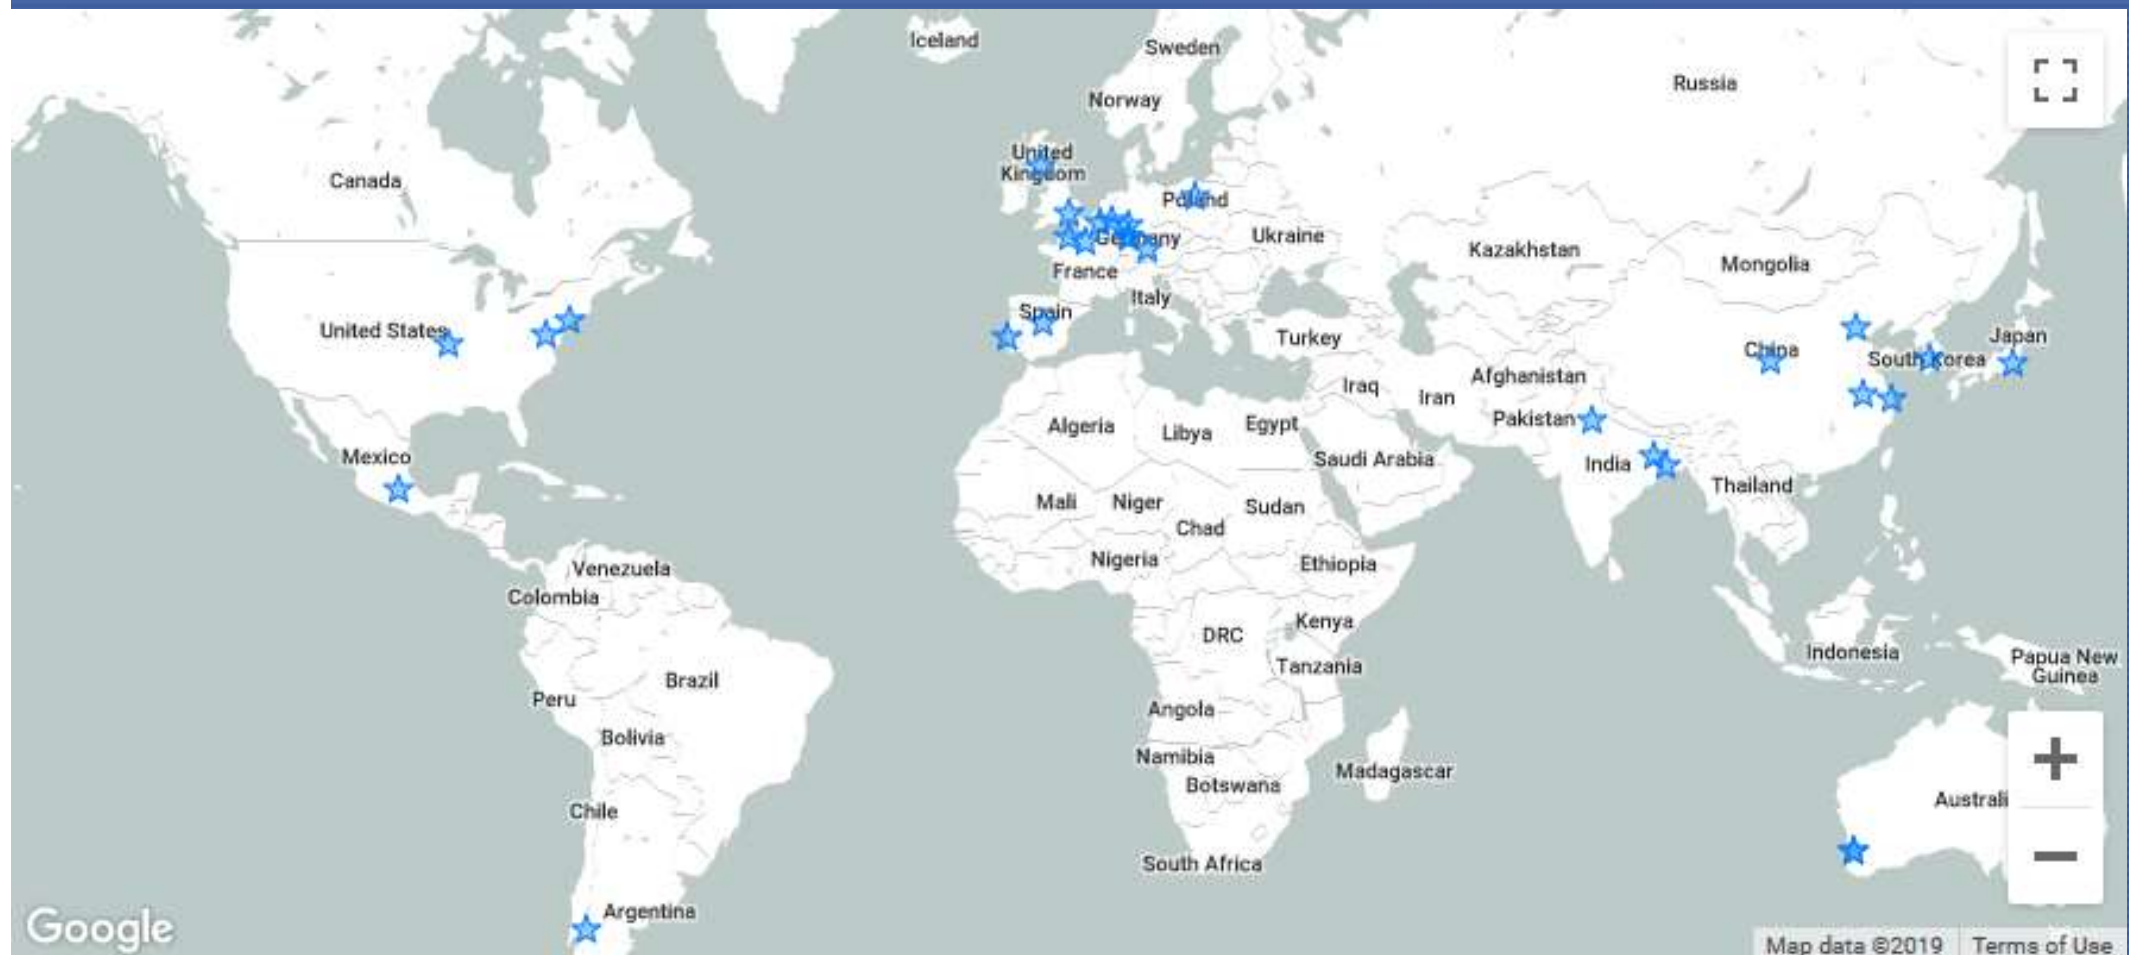 Iceland
Sweden
Russia
Norway
United
Kingdom
Canada
Poland
Germany
Ukraine
Kazakhstan
Mongolia
France
Italy
Spain
United States
Turkey
Japan
China
South Korea
Afghanistan
Iraq
Iran
Pakistan
Algeria
Libya
Egypt
Mexico
Saudi Arabia
India
Thailand
Mali
Niger
Sudan
Chad
Nigeria
Ethiopia
Venezuela
Colombia
Kenya
DRC
Indonesia
Papua New
Guinea
Tanzania
Brazil
Peru
Angola
Bolivia
Namibia
Madagascar
Botswana
Australi
Chile
South Africa
Argentina
Google
Map data ©2019
Terms of Use